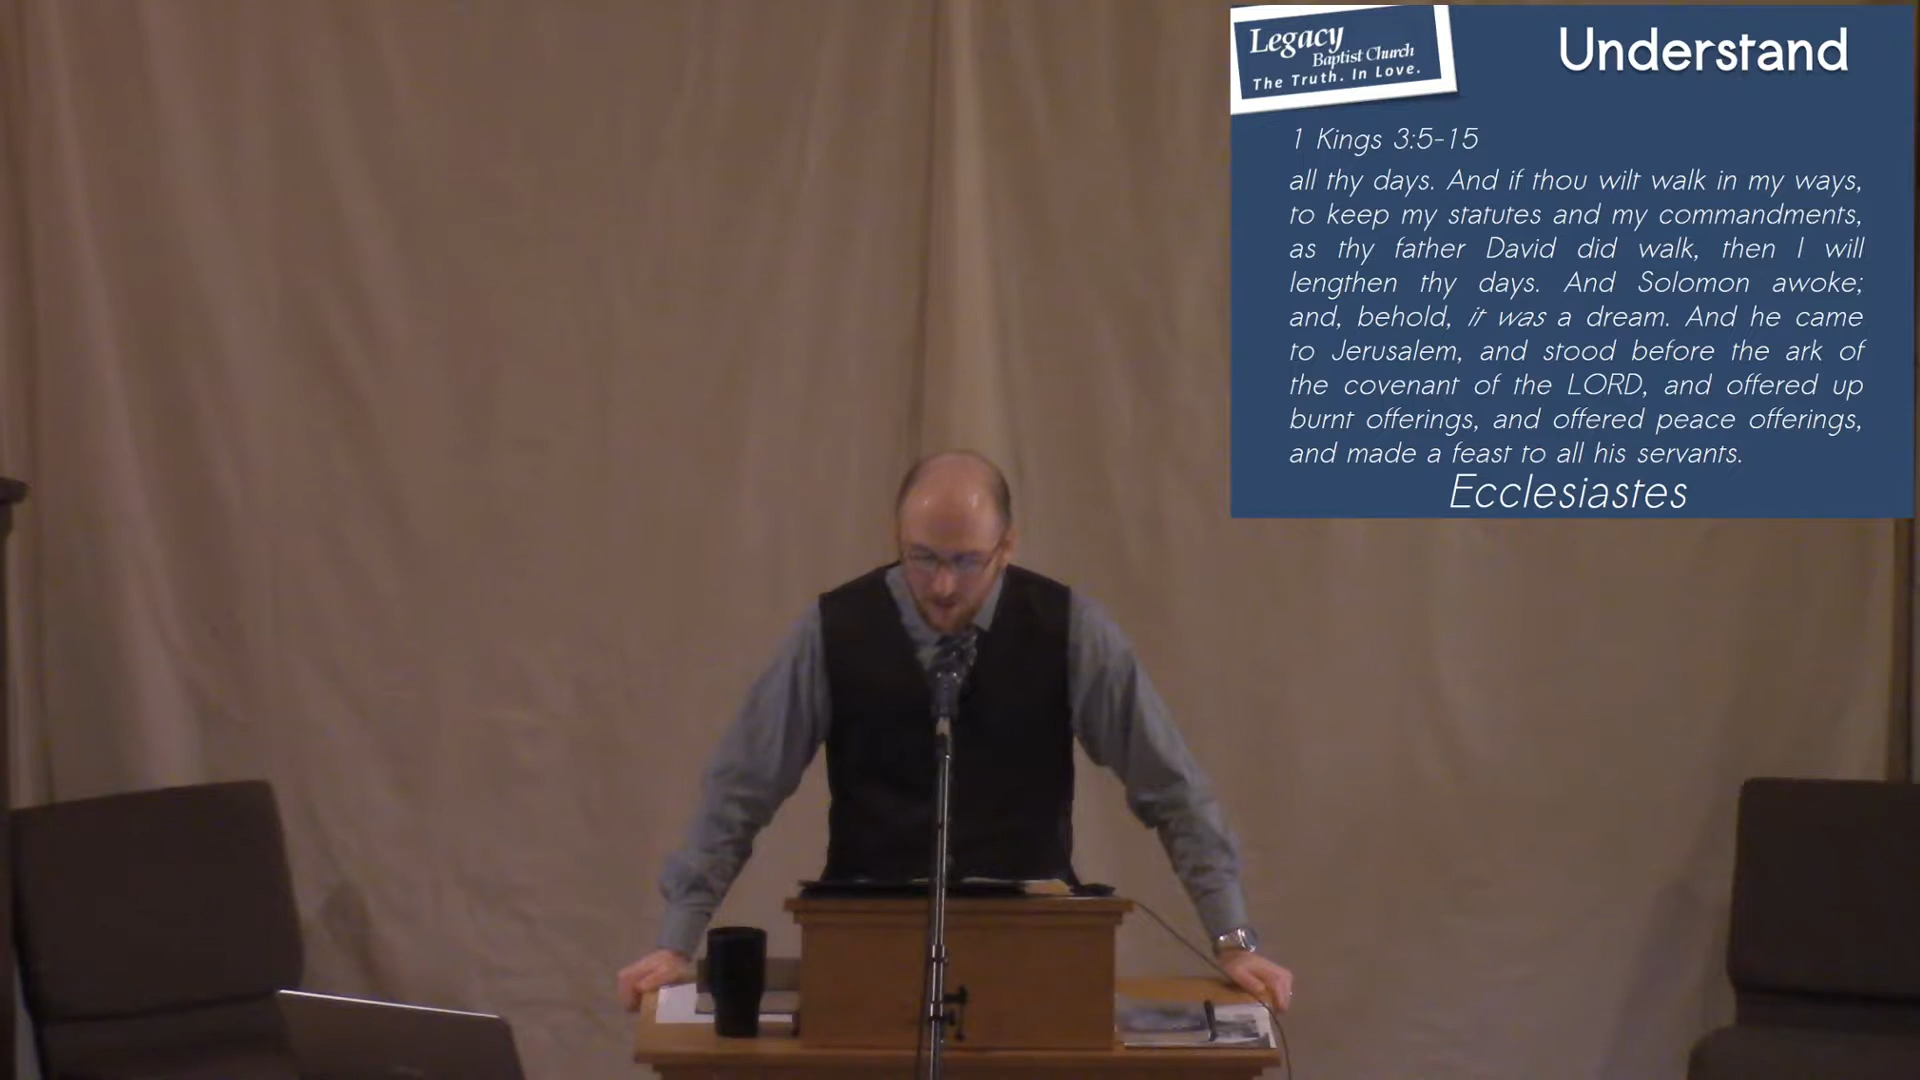 Legacy
Baptist Church
The Truth. In Love.
Understand
1 Kings 3:5-15
all thy days. And if thou wilt walk in my ways,
to keep my statutes and my commandments,
as thy father David did walk, then I will
lengthen thy days. And Solomon awoke;
and, behold, it was a dream. And he came
to Jerusalem, and stood before the ark of
the covenant of the LORD, and offered up
burnt offerings, and offered peace offerings,
and made a feast to all his servants.
Ecclesiastes